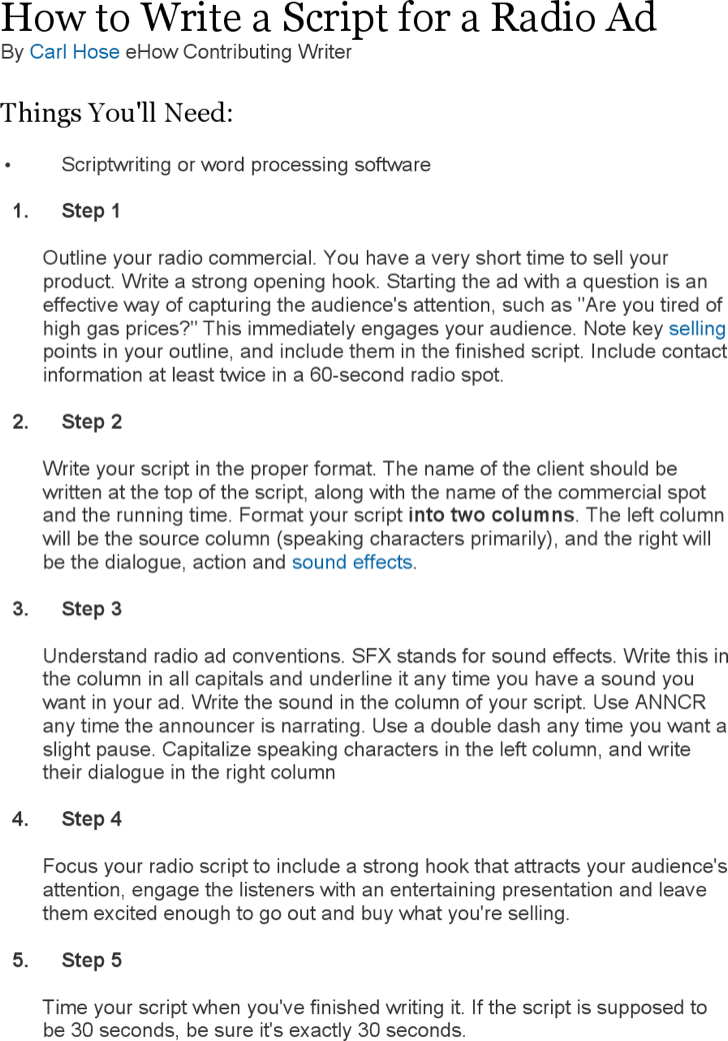 How to Write a Script for a Radio Ad
By Carl Hose eHow Contributing Writer
Things You'll Need:
• Scriptwriting or word processing software
1. Step 1
Outline your radio commercial. You have a very short time to sell your
product. Write a strong opening hook. Starting the ad with a question is an
effective way of capturing the audience's attention, such as "Are you tired of
high gas prices?" This immediately engages your audience. Note key selling
points in your outline, and include them in the finished script. Include contact
information at least twice in a 60-second radio spot.
2. Step 2
Write your script in the proper format. The name of the client should be
written at the top of the script, along with the name of the commercial spot
and the running time. Format your script into two columns. The left column
will be the source column (speaking characters primarily), and the right will
be the dialogue, action and sound effects.
3. Step 3
Understand radio ad conventions. SFX stands for sound effects. Write this in
the column in all capitals and underline it any time you have a sound you
want in your ad. Write the sound in the column of your script. Use ANNCR
any time the announcer is narrating. Use a double dash any time you want a
slight pause. Capitalize speaking characters in the left column, and write
their dialogue in the right column
4. Step 4
Focus your radio script to include a strong hook that attracts your audience's
attention, engage the listeners with an entertaining presentation and leave
them excited enough to go out and buy what you're selling.
5. Step 5
Time your script when you've finished writing it. If the script is supposed to
be 30 seconds, be sure it's exactly 30 seconds.